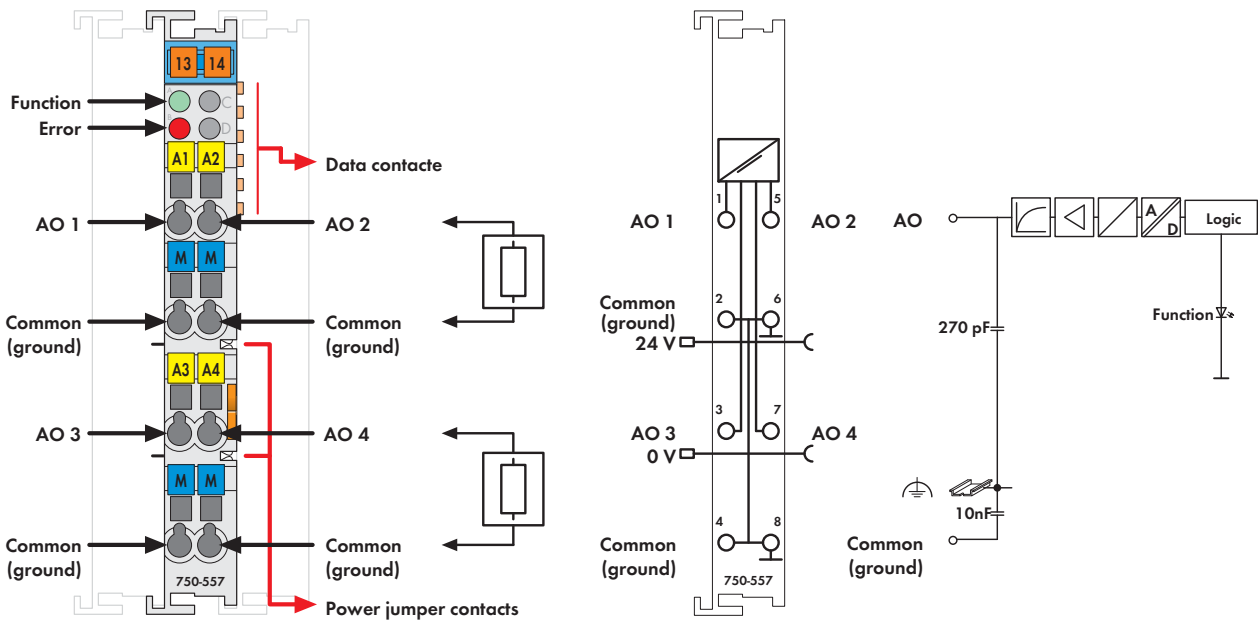 13 14
A C
Function
B D
Error
A1 A2
Data contacte
AO 1
AO 2
M M
Common
(ground)
Common
(ground)
A3 A4
AO 3
AO 4
M M
Common
(ground)
Common
(ground)
750-557
Power jumper contacts
1 5
AO 1
AO 2
2 6
Common
(ground)
24 V
3 7
AO 3
AO 4
0 V
4 8
Common
(ground)
750-557
AO
A
D
Logic
270 pF
Function
10nF
Common
(ground)